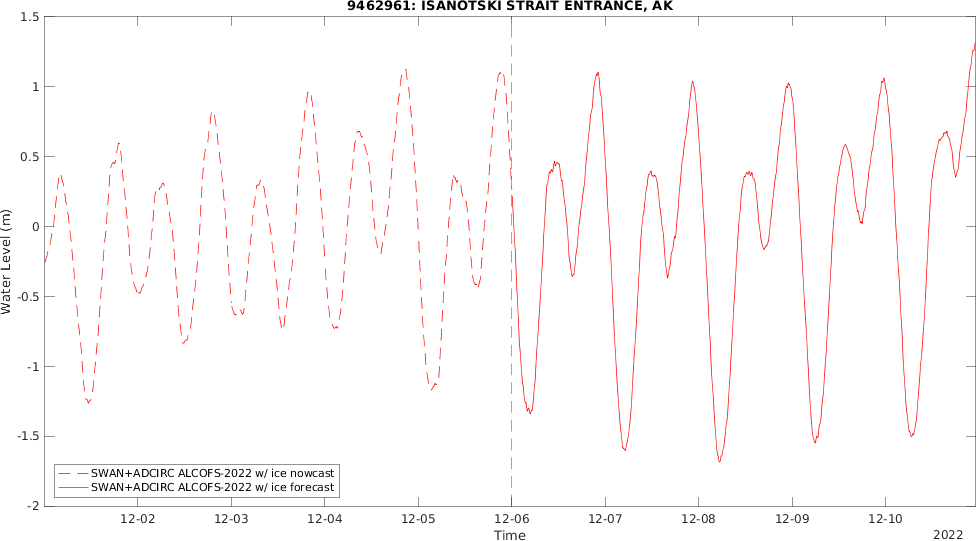 9462961: ISANOTSKI STRAIT ENTRANCE, AK
1.5
1
0.5
0
-0.5
-1
-1.5
-2
Water Level (m)
SWAN+ADCIRC ALCOFS-2022 w/ ice nowcast
SWAN+ADCIRC ALCOFS-2022 w/ ice forecast
12-02 12-03 12-04 12-05 12-06 12-07 12-08 12-09 12-10
Time
2022